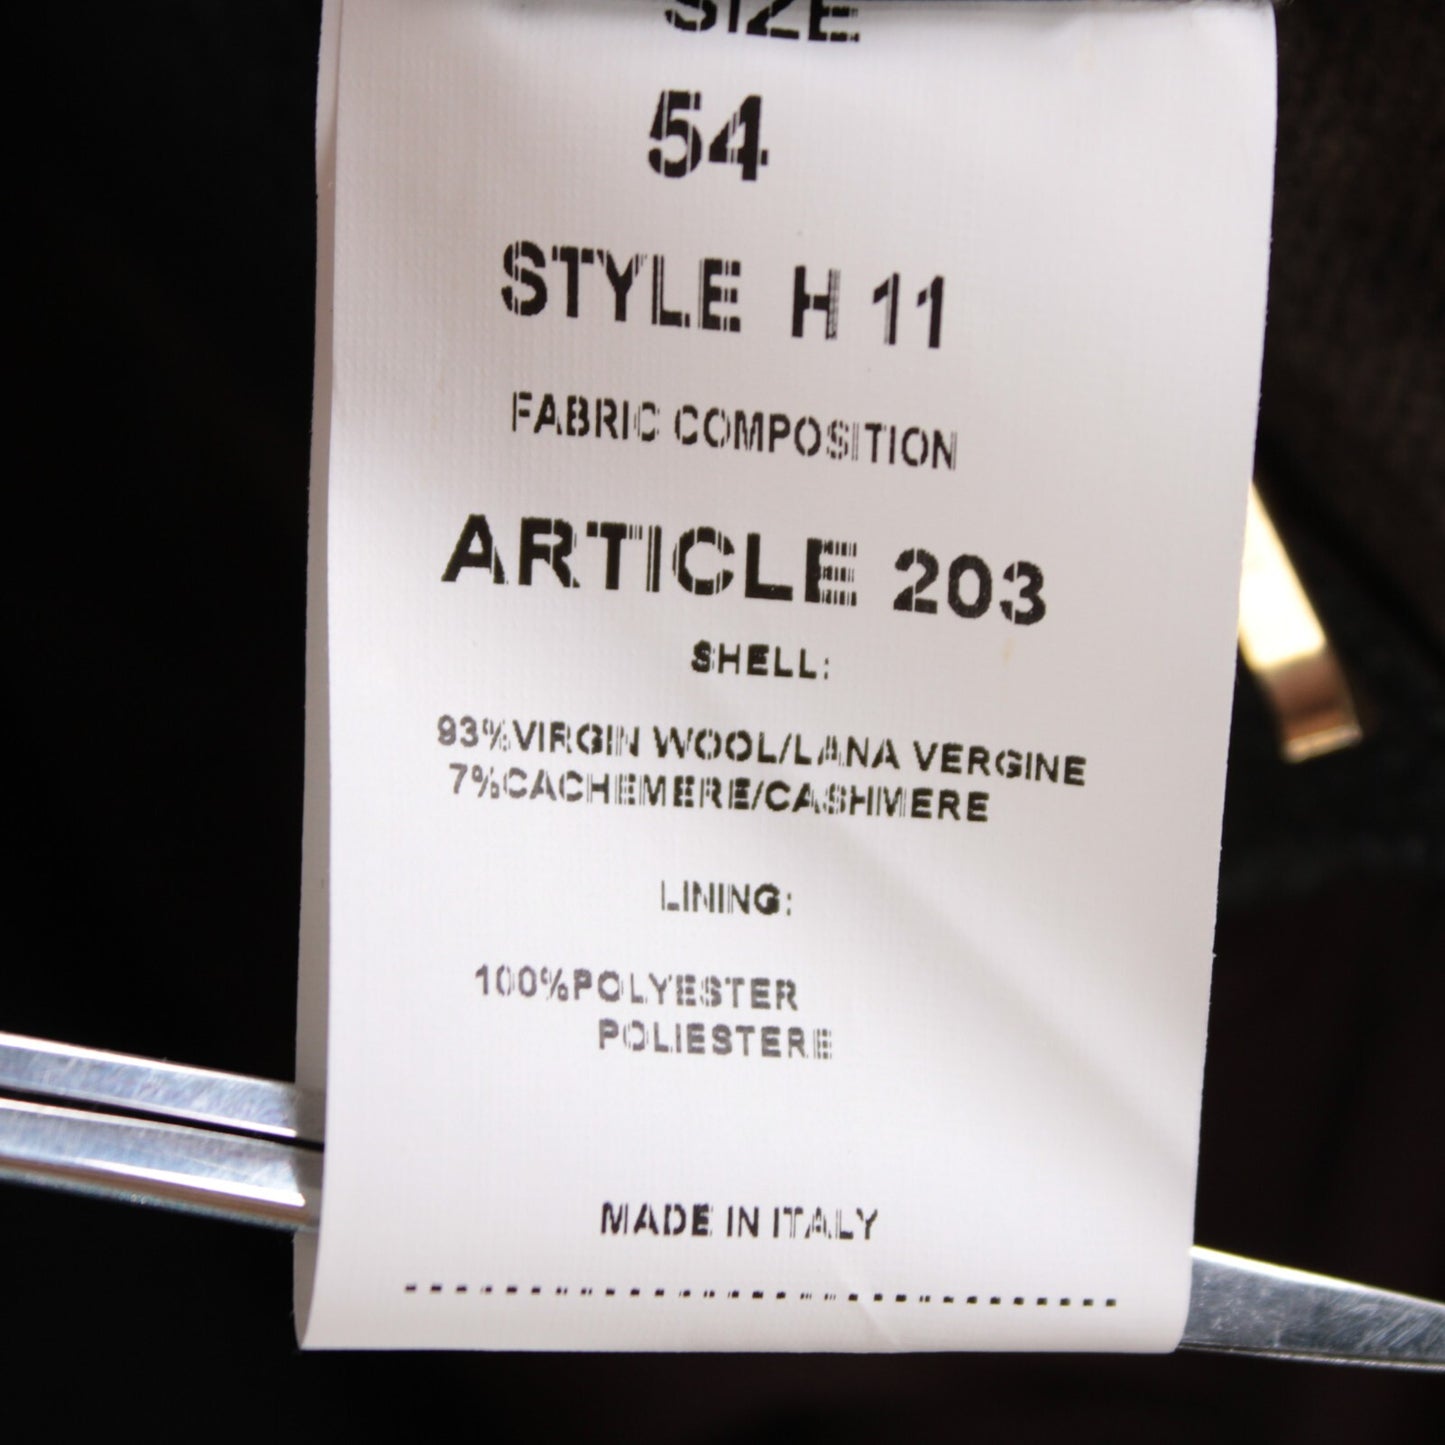 SIZE
54
STYLE H 11
FABRIC COMPOSITION
ARTICLE 203
SHELL:
93%VIRGIN WOOL/LANA VERGINE
7%CACHEMERE/CASHMERE
LINING:
100%POLYESTER
POLIESTERE
MADE IN ITALY